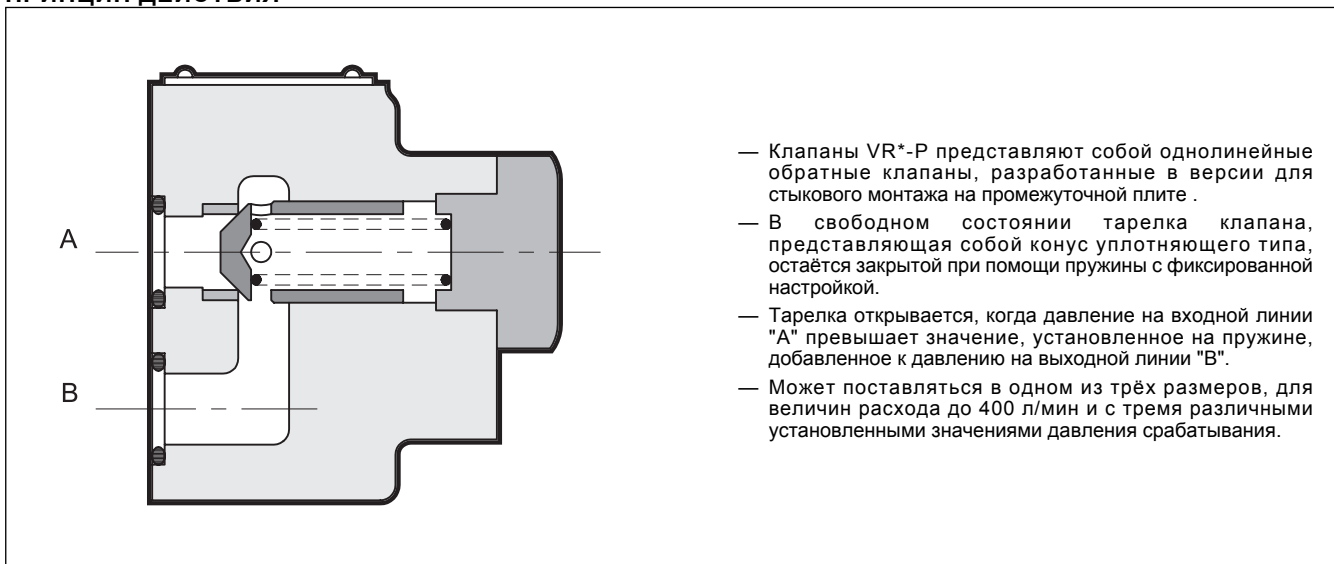 ПРИНЦИП ДЕЙСТВИЯ
A
B
— Клапаны VR*-P представляют собой однолинейные
обратные клапаны, разработанные в версии для
стыкового монтажа на промежуточной плите .
— В свободном состоянии тарелка клапана,
представляющая собой конус уплотняющего типа,
остаётся закрытой при помощи пружины с фиксированной
настройкой.
— Тарелка открывается, когда давление на входной линии
"A" превышает значение, установленное на пружине,
добавленное к давлению на выходной линии "B".
— Может поставляться в одном из трёх размеров, для
величин расхода до 400 л/мин и с тремя различными
установленными значениями давления срабатывания.